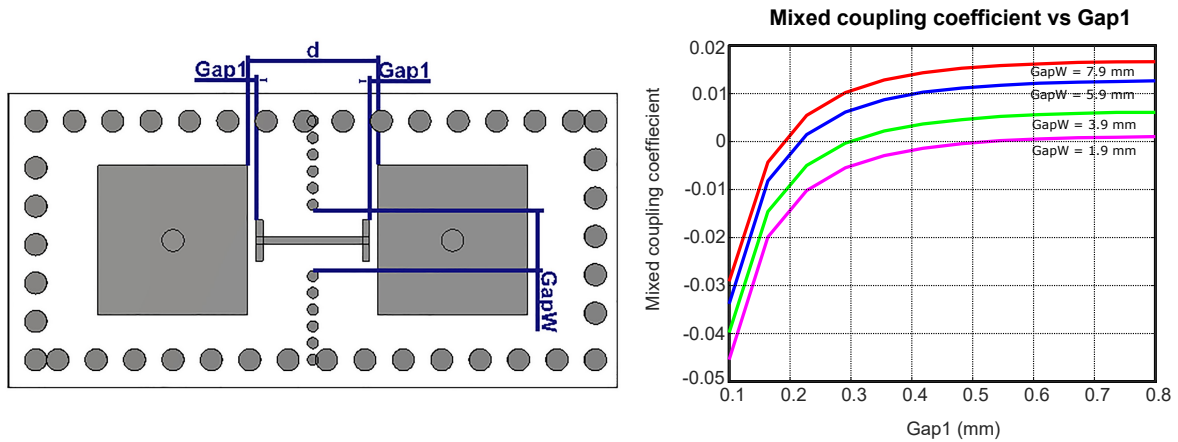 d
Gap1
Gap1
GapW
Mixed coupling coefficient vs Gap1
Mixed coupling coeffiecient
0.02
0.01
0
-0.01
-0.02
-0.03
-0.04
-0.05
GapW = 7.9 mm
GapW = 5.9 mm
GapW = 3.9 mm
GapW = 1.9 mm
0.1 0.2 0.3 0.4 0.5 0.6 0.7 0.8
Gap1 (mm)